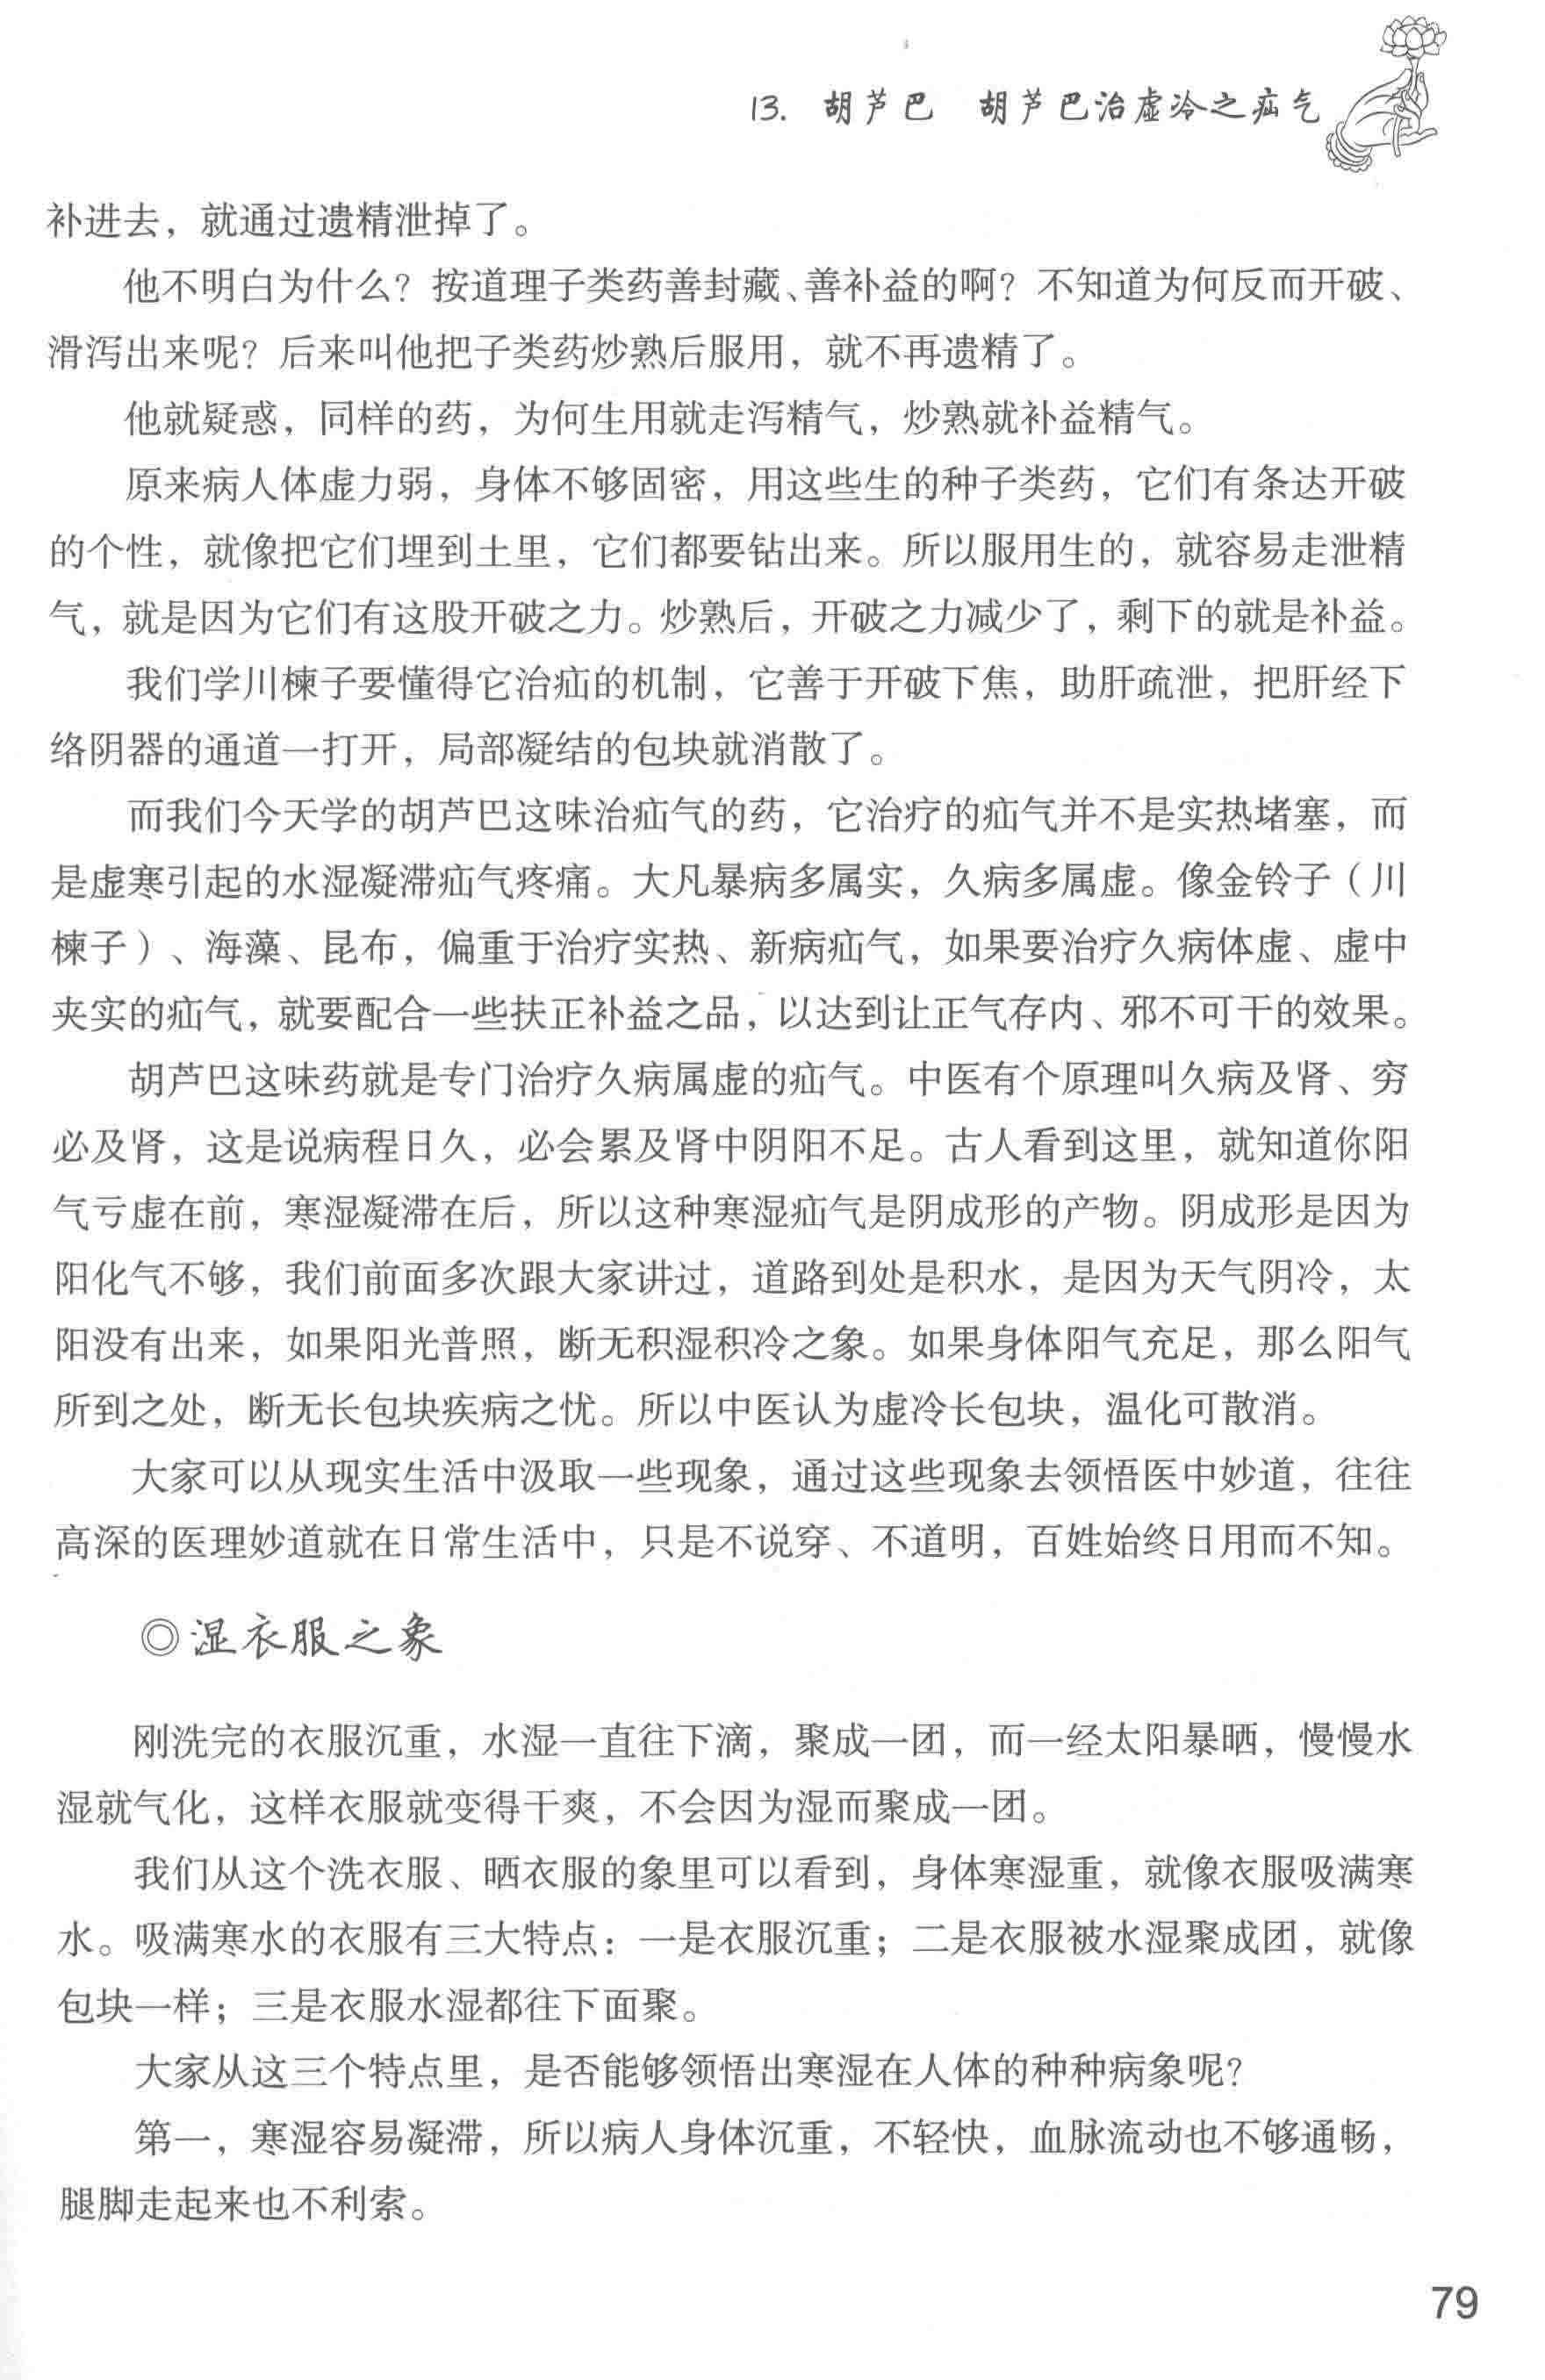 13. 胡芦巴　胡芦巴治虚冷之疝气
补进去，就通过遗精泄掉了。
他不明白为什么？按道理子类药善封藏、善补益的啊？不知道为何反而开破、
滑泻出来呢？后来叫他把子类药炒熟后服用，就不再遗精了。
他就疑惑，同样的药，为何生用就走泻精气，炒熟就补益精气。
原来病人体虚力弱，身体不够固密，用这些生的种子类药，它们有条达开破
的个性，就像把它们埋到土里，它们都要钻出来。所以服用生的，就容易走泄精
气，就是因为它们有这股开破之力。炒熟后，开破之力减少了，剩下的就是补益。
我们学川楝子要懂得它治疝的机制，它善于开破下焦，助肝疏泄，把肝经下
络阴器的通道一打开，局部凝结的包块就消散了。
而我们今天学的胡芦巴这味治疝气的药，它治疗的疝气并不是实热堵塞，而
是虚寒引起的水湿凝滞疝气疼痛。大凡暴病多属实，久病多属虚。像金铃子（川
楝子）、海藻、昆布，偏重于治疗实热、新病疝气，如果要治疗久病体虚、虚中
夹实的疝气，就要配合一些扶正补益之品，以达到让正气存内、邪不可干的效果。
胡芦巴这味药就是专门治疗久病属虚的疝气。中医有个原理叫久病及肾、穷
必及肾，这是说病程日久，必会累及肾中阴阳不足。古人看到这里，就知道你阳
气亏虚在前，寒湿凝滞在后，所以这种寒湿疝气是阴成形的产物。阴成形是因为
阳化气不够，我们前面多次跟大家讲过，道路到处是积水，是因为天气阴冷，太
阳没有出来，如果阳光普照，断无积湿积冷之象。如果身体阳气充足，那么阳气
所到之处，断无长包块疾病之忧。所以中医认为虚冷长包块，温化可散消。
大家可以从现实生活中汲取一些现象，通过这些现象去领悟医中妙道，往往
高深的医理妙道就在日常生活中，只是不说穿、不道明，百姓始终日用而不知。
◎湿衣服之象
刚洗完的衣服沉重，水湿一直往下滴，聚成一团，而一经太阳暴晒，慢慢水
湿就气化，这样衣服就变得干爽，不会因为湿而聚成一团。
我们从这个洗衣服、晒衣服的象里可以看到，身体寒湿重，就像衣服吸满寒
水。吸满寒水的衣服有三大特点：一是衣服沉重；二是衣服被水湿聚成团，就像
包块一样；三是衣服水湿都往下面聚。
大家从这三个特点里，是否能够领悟出寒湿在人体的种种病象呢？
第一，寒湿容易凝滞，所以病人身体沉重，不轻快，血脉流动也不够通畅，
腿脚走起来也不利索。
79